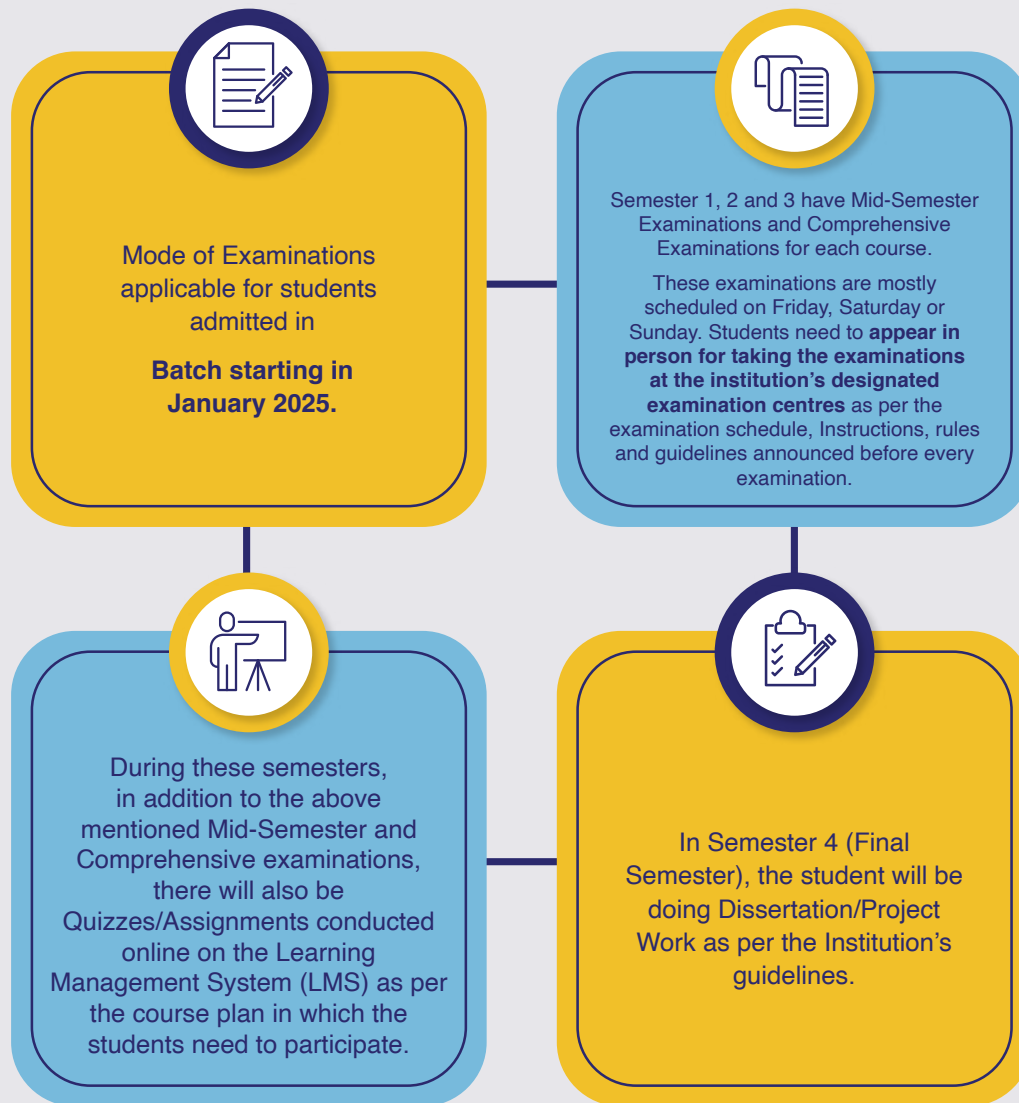 Mode of Examinations
applicable for students
admitted in
Batch starting in
January 2025.
Semester 1, 2 and 3 have Mid-Semester
Examinations and Comprehensive
Examinations for each course.
These examinations are mostly
scheduled on Friday, Saturday or
Sunday. Students need to appear in
person for taking the examinations
at the institution’s designated
examination centres as per the
examination schedule, Instructions, rules
and guidelines announced before every
examination.
During these semesters,
in addition to the above
mentioned Mid-Semester and
Comprehensive examinations,
there will also be
Quizzes/Assignments conducted
online on the Learning
Management System (LMS) as per
the course plan in which the
students need to participate.
In Semester 4 (Final
Semester), the student will be
doing Dissertation/Project
Work as per the Institution’s
guidelines.